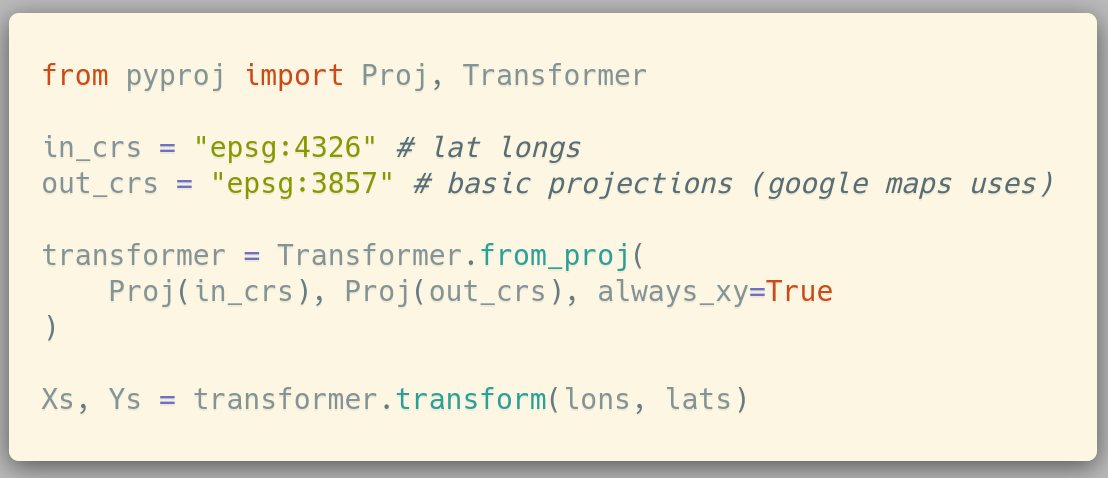 from pyproj import Proj, Transformer

in_crs = "epsg:4326" # lat longs
out_crs = "epsg:3857" # basic projections (google maps uses)

transformer = Transformer.from_proj(
    Proj(in_crs), Proj(out_crs), always_xy=True
)

Xs, Ys = transformer.transform(lons, lats)